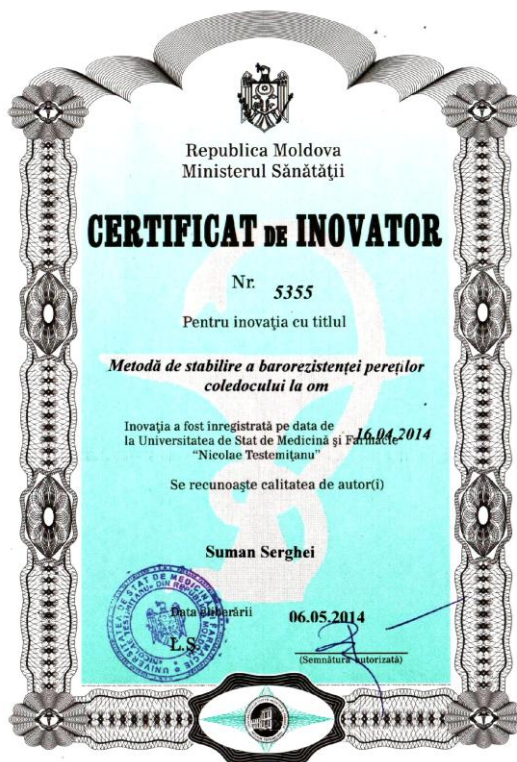 Republica Moldova
Ministerul Sănătăţii
CERTIFICAT DE INOVATOR
Nr. 5355
Pentru inovaţia cu titlul
Metodă de stabilire a barorezistenţei pereţilor
coledocului la om
Inovaţia a fost înregistrată pe data de 16.04.2014
la Universitatea de Stat de Medicină şi Farmacie
"Nicolae Testemiţanu"
Se recunoaşte calitatea de autor(i)
Suman Serghei
Data eliberării 06.05.2014
L.Ş.
(Semnătura autorizată)